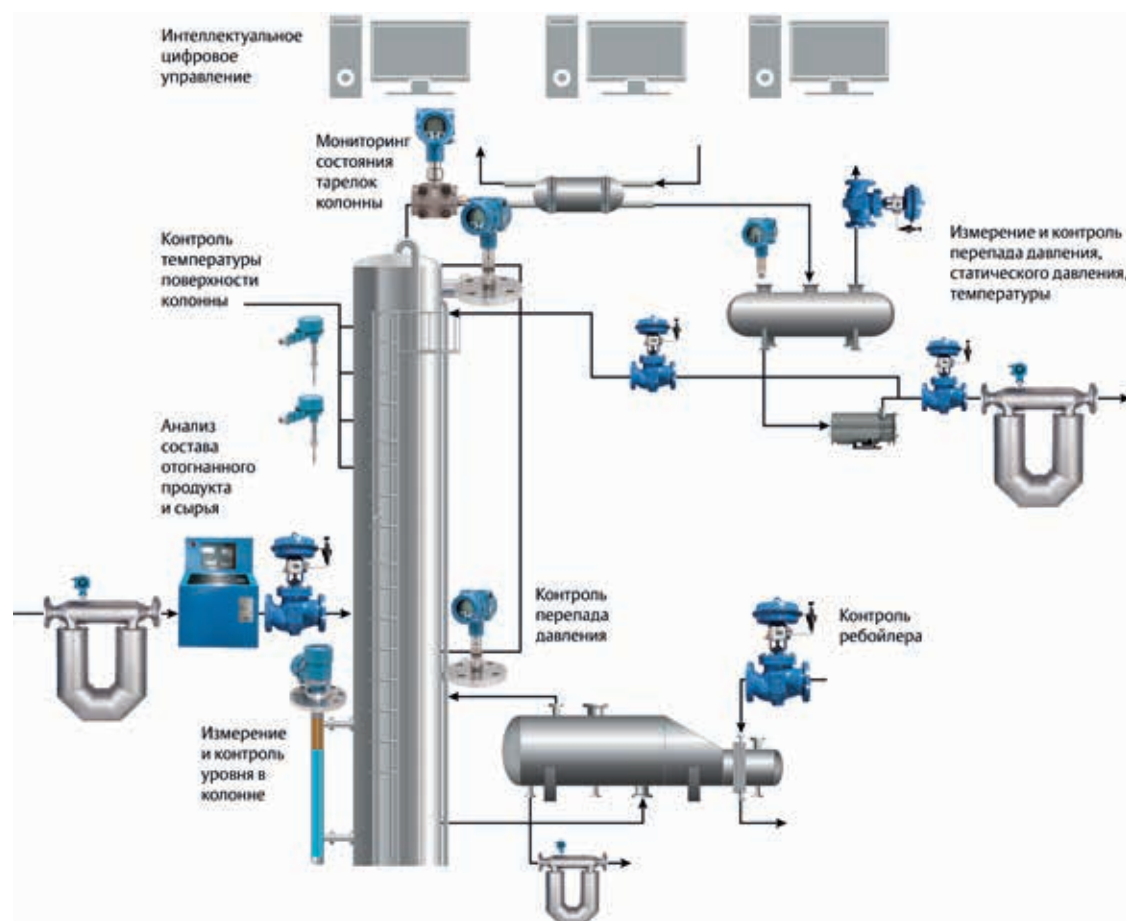 Интеллектуальное
цифровое
управление
Мониторинг
состояния
тарелок
колонны
Контроль
температуры
поверхности
колонны
Измерение и контроль
перепада давления,
статического давления,
температуры
Анализ
состава
отогнанного
продукта
и сырья
Контроль
перепада
давления
Контроль
ребойлера
Измерение
и контроль
уровня в
колонне